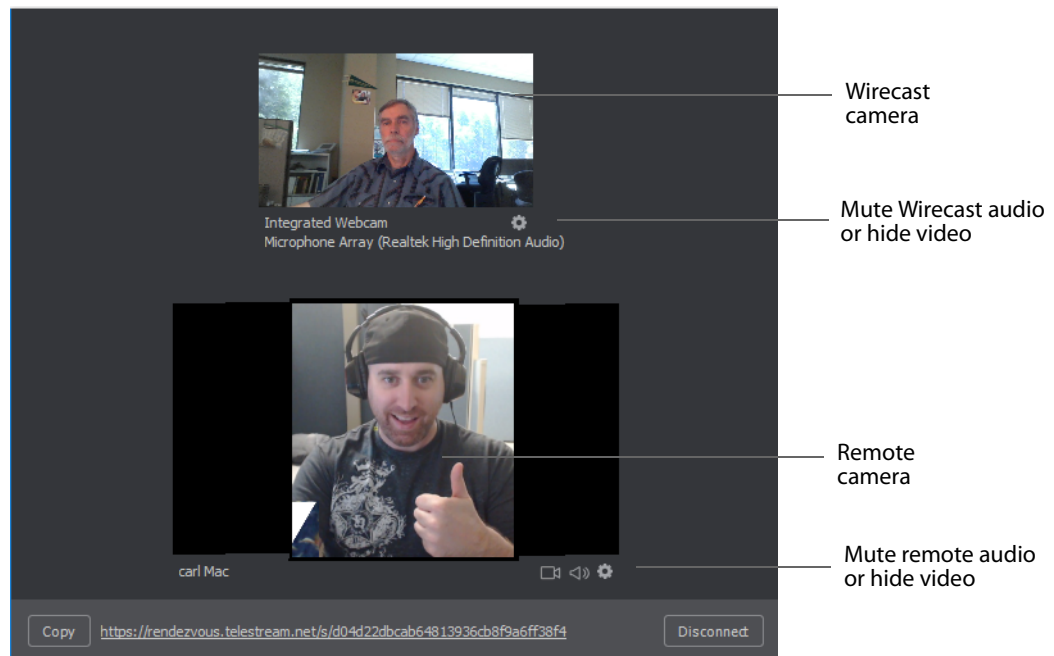 Wirecast
camera
Integrated Webcam
Microphone Array (Realtek High Definition Audio)
Mute Wirecast audio
or hide video
Remote
camera
carl Mac
Mute remote audio
or hide video
Copy
https://rendezvous.telestream.net/s/d04d22dbcab64813936cb8f9a6ff38f4
Disconnect